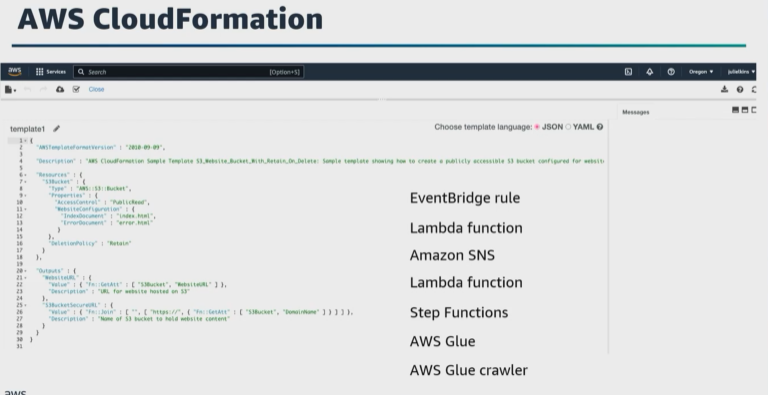 AWS CloudFormation
aws
Services
Search
[Option+S]
Oregon
Close
template1
Choose template language: JSON YAML
Messages
1 {
2 "AWSTemplateFormatVersion" : "2010-09-09",
3
4 "Description" : "AWS CloudFormation Sample Template S3_Website_Bucket_With_Retain_On_Delete: Sample template showing how to create a publicly accessible S3 bucket configured for websit
5
6 "Resources" : {
7 "S3Bucket" : {
8 "Type" : "AWS::S3::Bucket",
9 "Properties" : {
10 "AccessControl" : "PublicRead",
11 "WebsiteConfiguration" : {
12 "IndexDocument" : "index.html",
13 "ErrorDocument" : "error.html"
14 }
15 },
16 "DeletionPolicy" : "Retain"
17 }
18 },
19
20 "Outputs" : {
21 "WebsiteURL" : {
22 "Value" : { "Fn::GetAtt" : [ "S3Bucket", "WebsiteURL" ] },
23 "Description" : "URL for website hosted on S3"
24 },
25 "S3BucketSecureURL" : {
26 "Value" : { "Fn::Join" : [ "", [ "https://", { "Fn::GetAtt" : [ "S3Bucket", "DomainName" ] } ] ] },
27 "Description" : "Name of S3 bucket to hold website content"
28 }
29 }
30 }
31
EventBridge rule
Lambda function
Amazon SNS
Lambda function
Step Functions
AWS Glue
AWS Glue crawler
aws